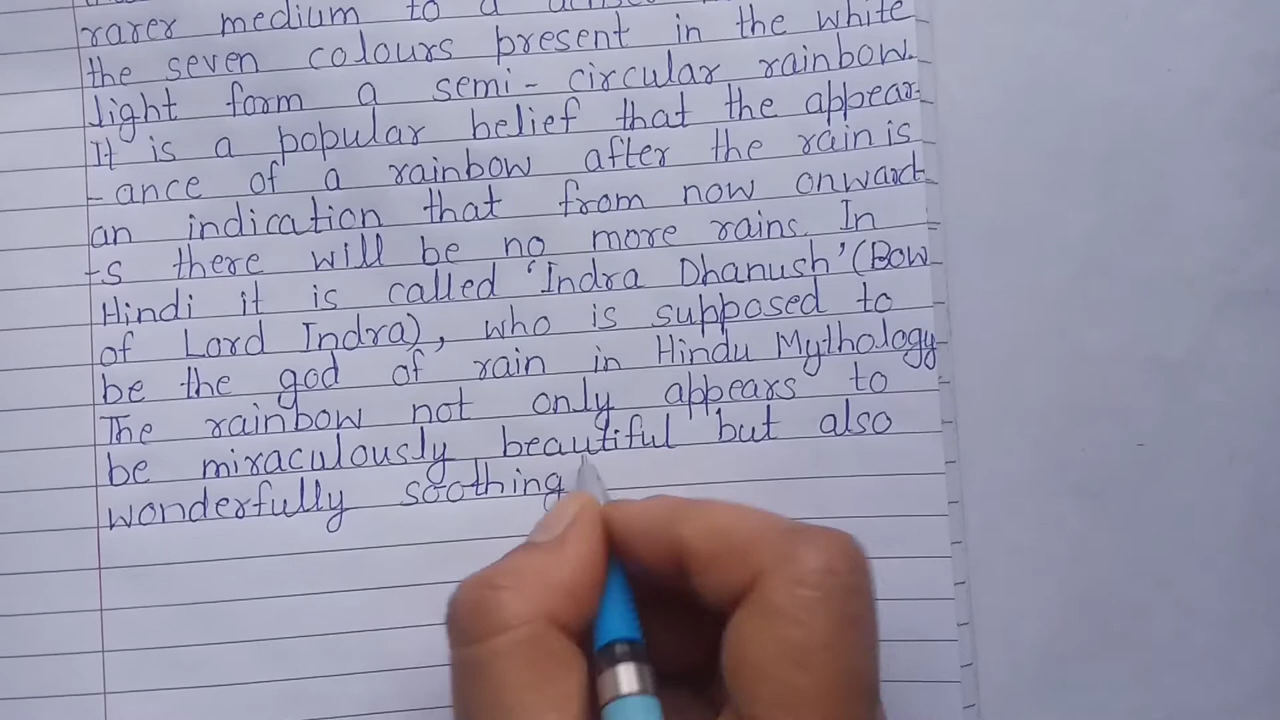 rarer medium to a
the seven colours present in the white
light form a semi-circular rainbow.
It is a popular belief that the appear-
-ance of a rainbow after the rain is
an indication that from now onward-
-s there will be no more rains. In
Hindi it is called 'Indra Dhanush' (Bow
of Lord Indra), who is supposed to
be the god of rain in Hindu Mythology
The rainbow not only appears to
be miraculously beautiful but also
wonderfully soothing